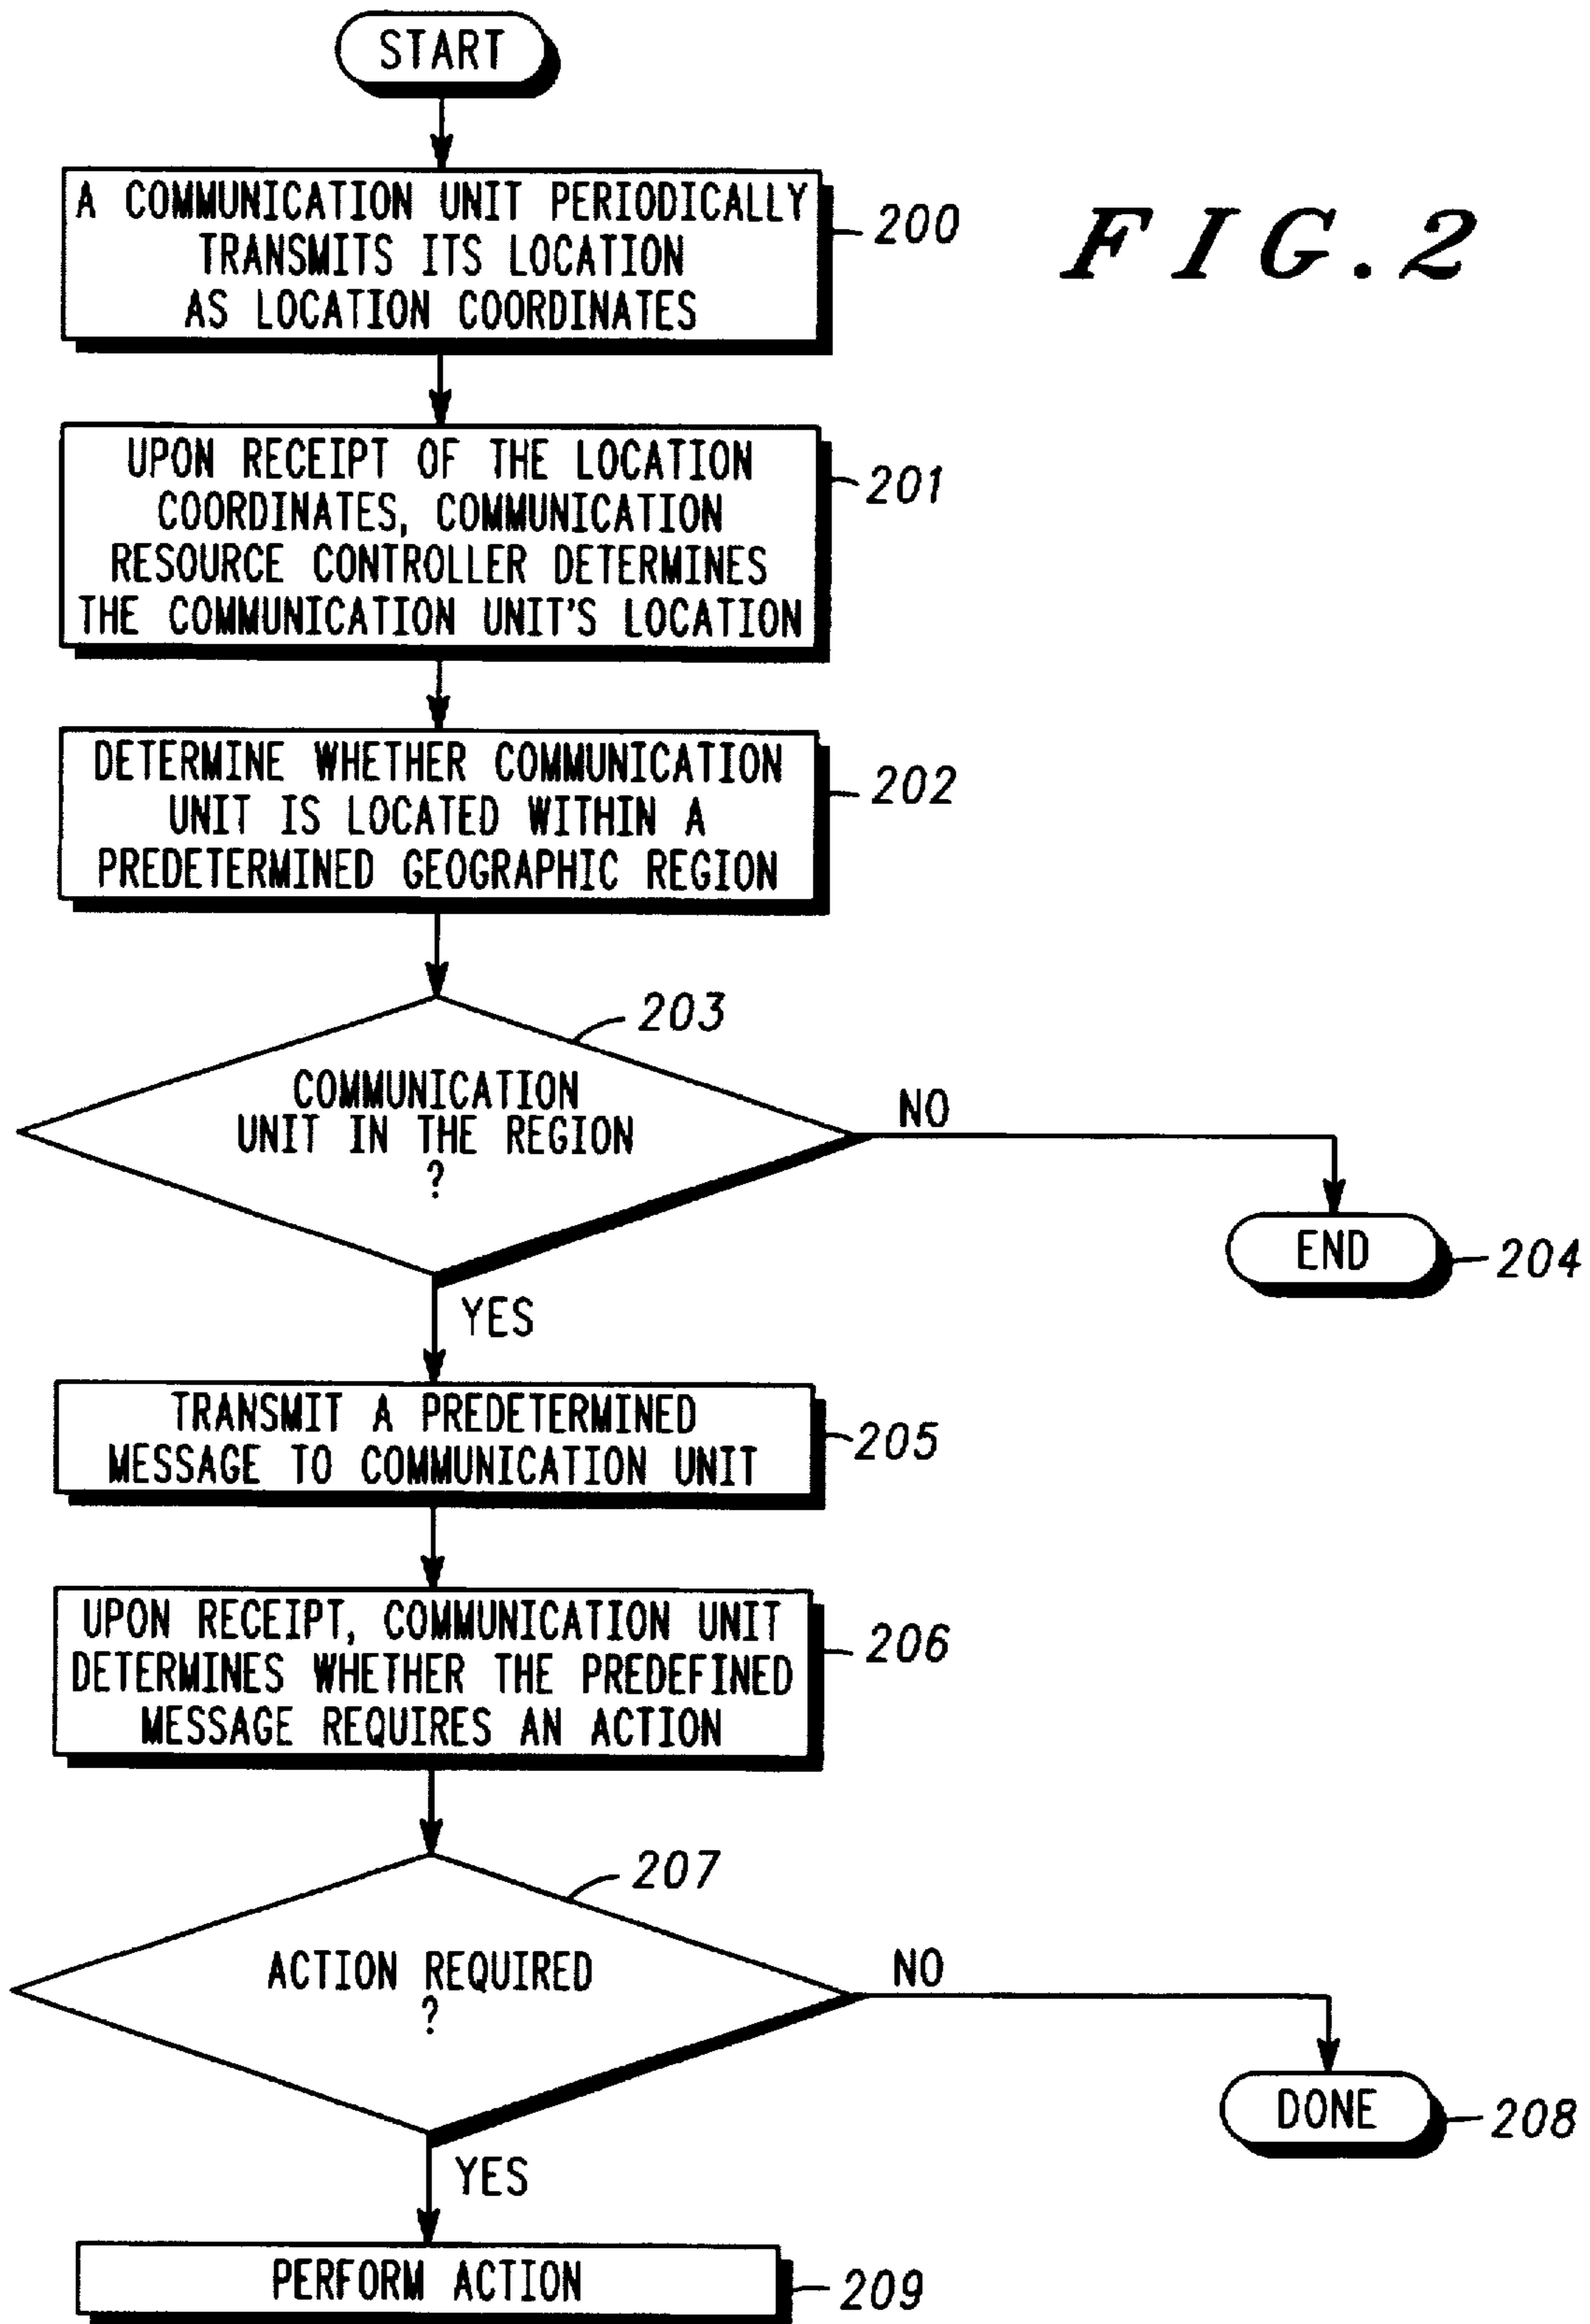 START
A COMMUNICATION UNIT PERIODICALLY
TRANSMITS ITS LOCATION
AS LOCATION COORDINATES
200
FIG.2
UPON RECEIPT OF THE LOCATION
COORDINATES, COMMUNICATION
RESOURCE CONTROLLER DETERMINES
THE COMMUNICATION UNIT'S LOCATION
201
DETERMINE WHETHER COMMUNICATION
UNIT IS LOCATED WITHIN A
PREDETERMINED GEOGRAPHIC REGION
202
203
COMMUNICATION
UNIT IN THE REGION
?
NO
END
204
YES
TRANSMIT A PREDETERMINED
MESSAGE TO COMMUNICATION UNIT
205
UPON RECEIPT, COMMUNICATION UNIT
DETERMINES WHETHER THE PREDEFINED
MESSAGE REQUIRES AN ACTION
206
207
ACTION REQUIRED
?
NO
DONE
208
YES
PERFORM ACTION
209